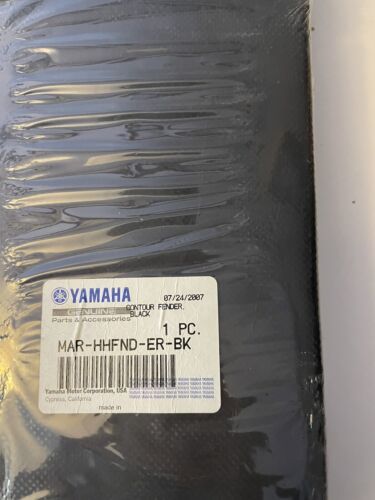 YAMAHA
07/24/2007
GENUINE
CONTOUR FENDER,
BLACK
Parts & Accessories
1 PC.
MAR-HHFND-ER-BK
Yamaha Motor Corporation, USA
Cypress, California
made in